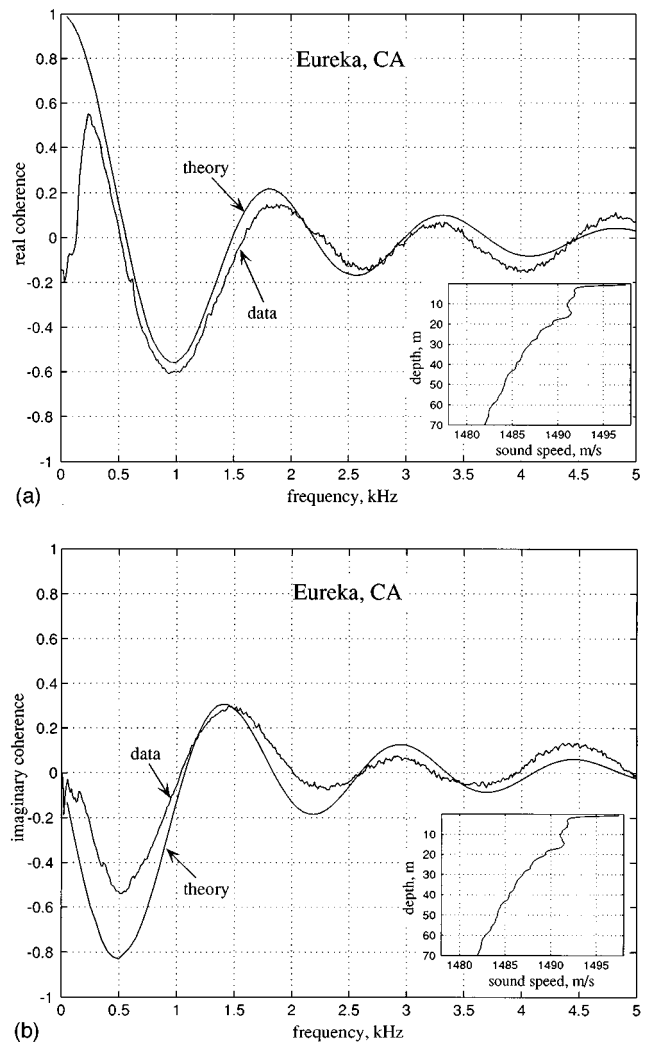 1
0.8
0.6
0.4
0.2
0
-0.2
-0.4
-0.6
-0.8
-1
real coherence
Eureka, CA
theory
data
10
20
30
40
50
60
70
depth, m
1480 1485 1490 1495
sound speed, m/s
0 0.5 1 1.5 2 2.5 3 3.5 4 4.5 5
frequency, kHz
(a)
1
0.8
0.6
0.4
0.2
0
-0.2
-0.4
-0.6
-0.8
-1
imaginary coherence
Eureka, CA
data
theory
10
20
30
40
50
60
70
depth, m
1480 1485 1490 1495
sound speed, m/s
0 0.5 1 1.5 2 2.5 3 3.5 4 4.5 5
frequency, kHz
(b)